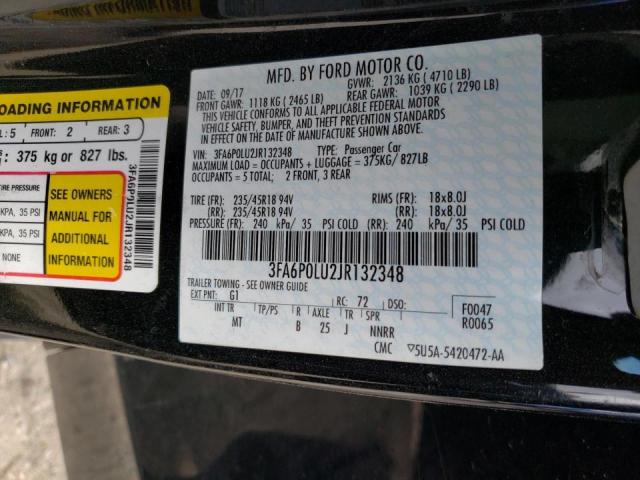 OADING INFORMATION
: 5 FRONT: 2 REAR: 3
: 375 kg or 827 lbs.
TIRE PRESSURE
KPA, 35 PSI
KPA, 35 PSI
NONE
SEE OWNERS
MANUAL FOR
ADDITIONAL
INFORMATION
MFD. BY FORD MOTOR CO.
DATE: 09/17 GVWR: 2136 KG (4710 LB)
FRONT GAWR: 1118 KG (2465 LB) REAR GAWR: 1039 KG (2290 LB)
THIS VEHICLE CONFORMS TO ALL APPLICABLE FEDERAL MOTOR
VEHICLE SAFETY, BUMPER, AND THEFT PREVENTION STANDARDS IN
EFFECT ON THE DATE OF MANUFACTURE SHOWN ABOVE.
VIN: 3FA6P0LU2JR132348 TYPE: Passenger Car
MAXIMUM LOAD = OCCUPANTS + LUGGAGE = 375KG/827LB
OCCUPANTS = 5 TOTAL; 2 FRONT, 3 REAR
TIRE (FR): 235/45R18 94V RIMS (FR): 18x8.0J
(RR): 235/45R18 94V (RR): 18x8.0J
PRESSURE (FR): 240 kPa/ 35 PSI COLD (RR): 240 kPa/ 35 PSI COLD
3FA6P0LU2JR132348
TRAILER TOWING - SEE OWNER GUIDE
EXT PNT: G1 RC: 72 DSO:
INT TR TP/PS R AXLE TR SPR
MT B 25 J NNRR
F0047
R0065
CMC ▽5U5A-5420472-AA